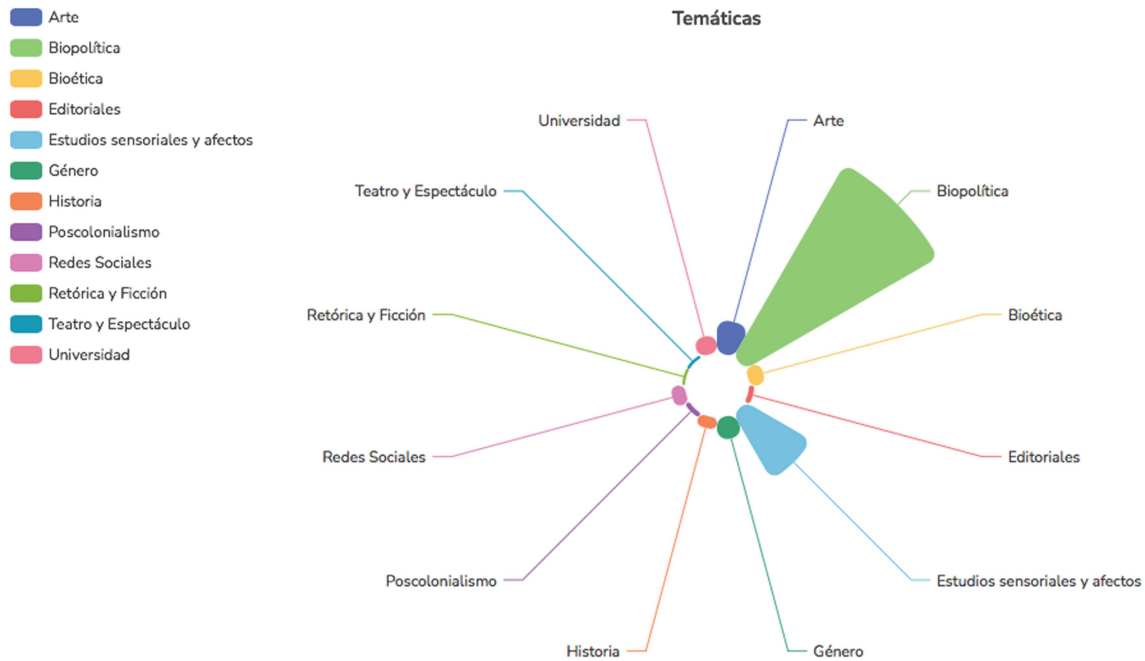 Temáticas
Arte
Biopolítica
Bioética
Editoriales
Estudios sensoriales y afectos
Género
Historia
Poscolonialismo
Redes Sociales
Retórica y Ficción
Teatro y Espectáculo
Universidad
Universidad
Arte
Teatro y Espectáculo
Biopolítica
Retórica y Ficción
Bioética
Redes Sociales
Editoriales
Poscolonialismo
Estudios sensoriales y afectos
Historia
Género